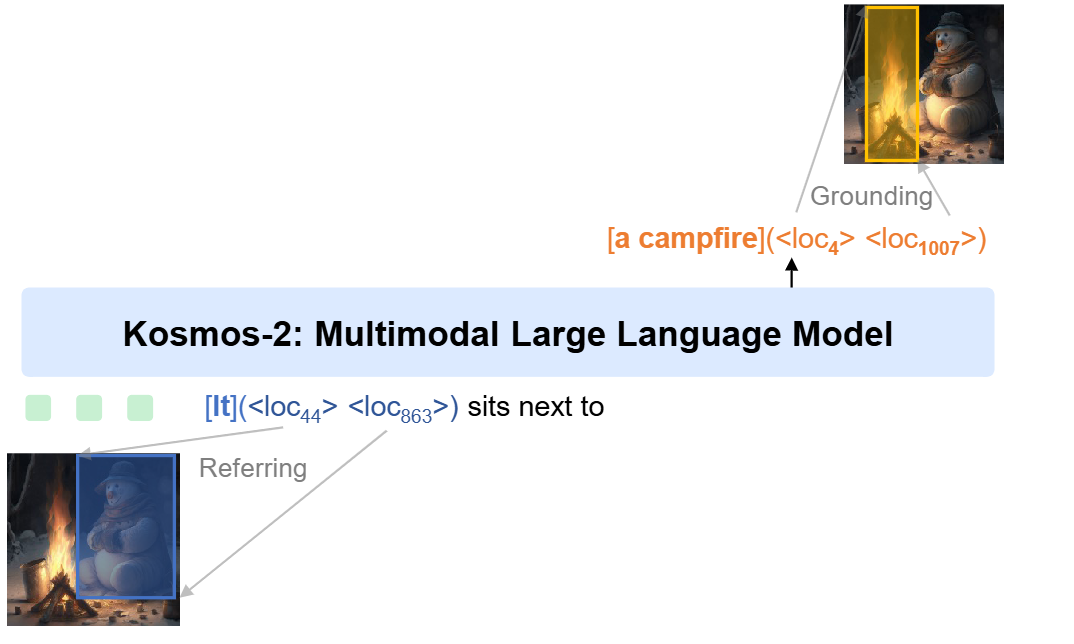 Grounding
[a campfire](<loc4> <loc1007>)
Kosmos-2: Multimodal Large Language Model
[It](<loc44> <loc863>) sits next to
Referring